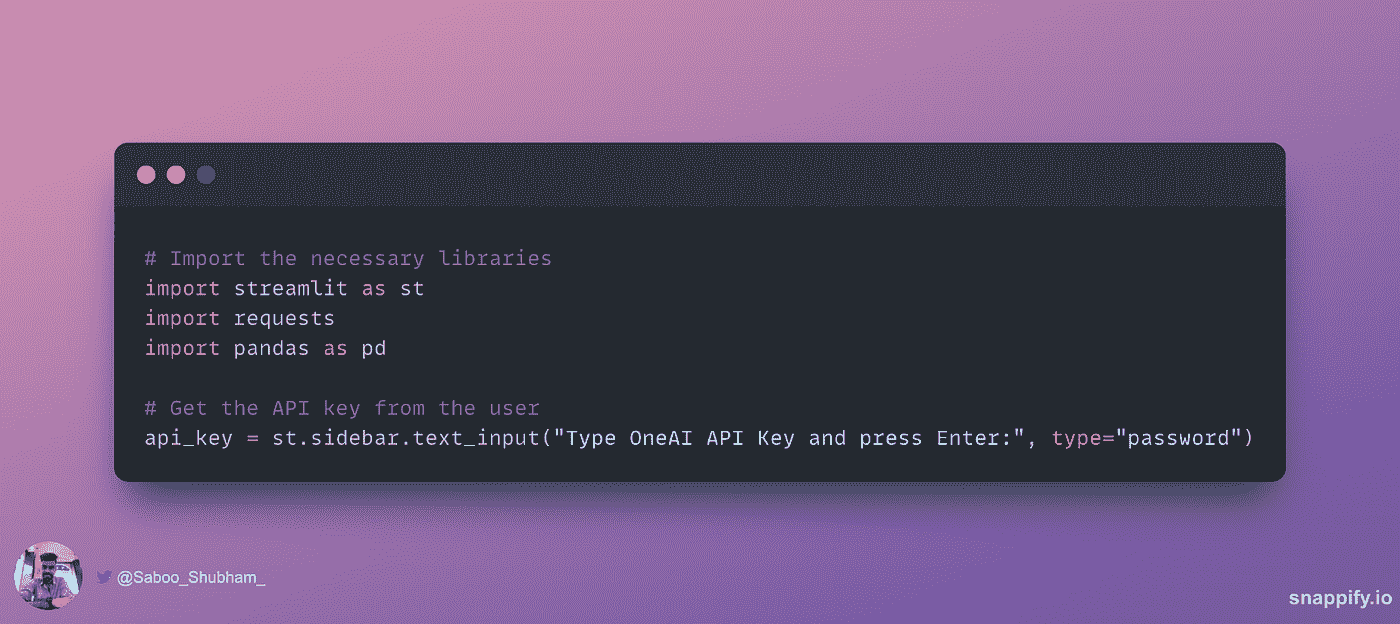 # Import the necessary libraries
import streamlit as st
import requests
import pandas as pd
# Get the API key from the user
api_key = st.sidebar.text_input("Type OneAI API Key and press Enter:", type="password")
@Saboo_Shubham_
snappify.io